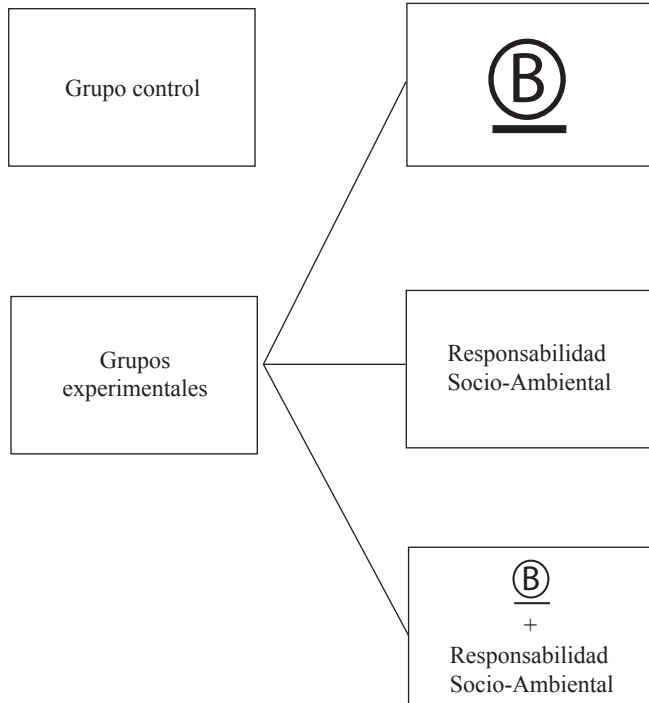 Grupo control
B
Grupos
experimentales
Responsabilidad
Socio-Ambiental
B
+
Responsabilidad
Socio-Ambiental